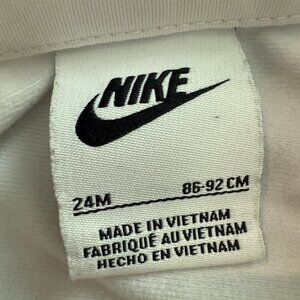 NIKE
24M 86-92 CM
MADE IN VIETNAM
FABRIQUÉ AU VIETNAM
HECHO EN VIETNAM